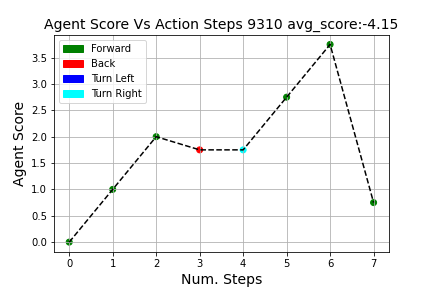 Agent Score Vs Action Steps 9310 avg_score:-4.15
Agent Score
3.5
3.0
2.5
2.0
1.5
1.0
0.5
0.0
Forward
Back
Turn Left
Turn Right
0 1 2 3 4 5 6 7
Num. Steps